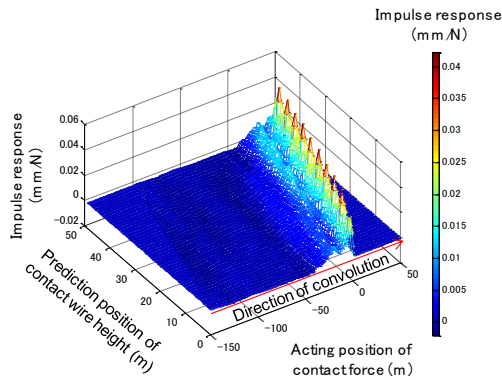 Impulse response
(mm/N)
0.04
0.035
0.03
0.025
0.02
0.015
0.01
0.005
0
Impulse response
(mm/N)
0.06
0.04
0.02
0
-0.02
50
40
30
20
10
0
Prediction position of
contact wire height (m)
-150
-100
-50
0
50
Direction of convolution
Acting position of
contact force (m)